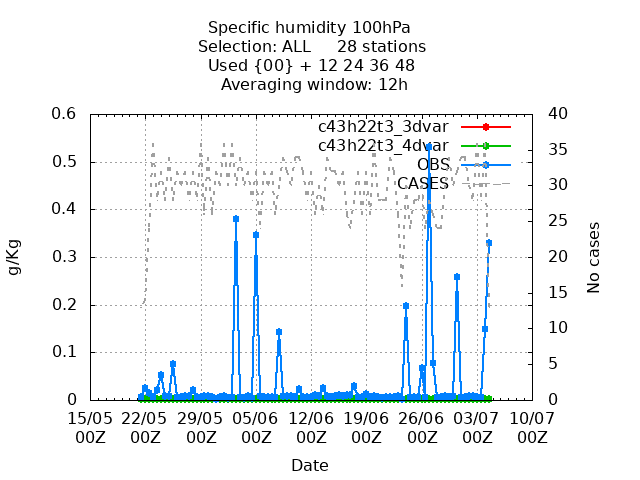 Specific humidity 100hPa
Selection: ALL 28 stations
Used {00} + 12 24 36 48
Averaging window: 12h
0.6
0.5
0.4
0.3
0.2
0.1
0
g/Kg
c43h22t3_3dvar
c43h22t3_4dvar
OBS
CASES
40
35
30
25
20
15
10
5
0
No cases
15/05 22/05 29/05 05/06 12/06 19/06 26/06 03/07 10/07
00Z 00Z 00Z 00Z 00Z 00Z 00Z 00Z 00Z
Date